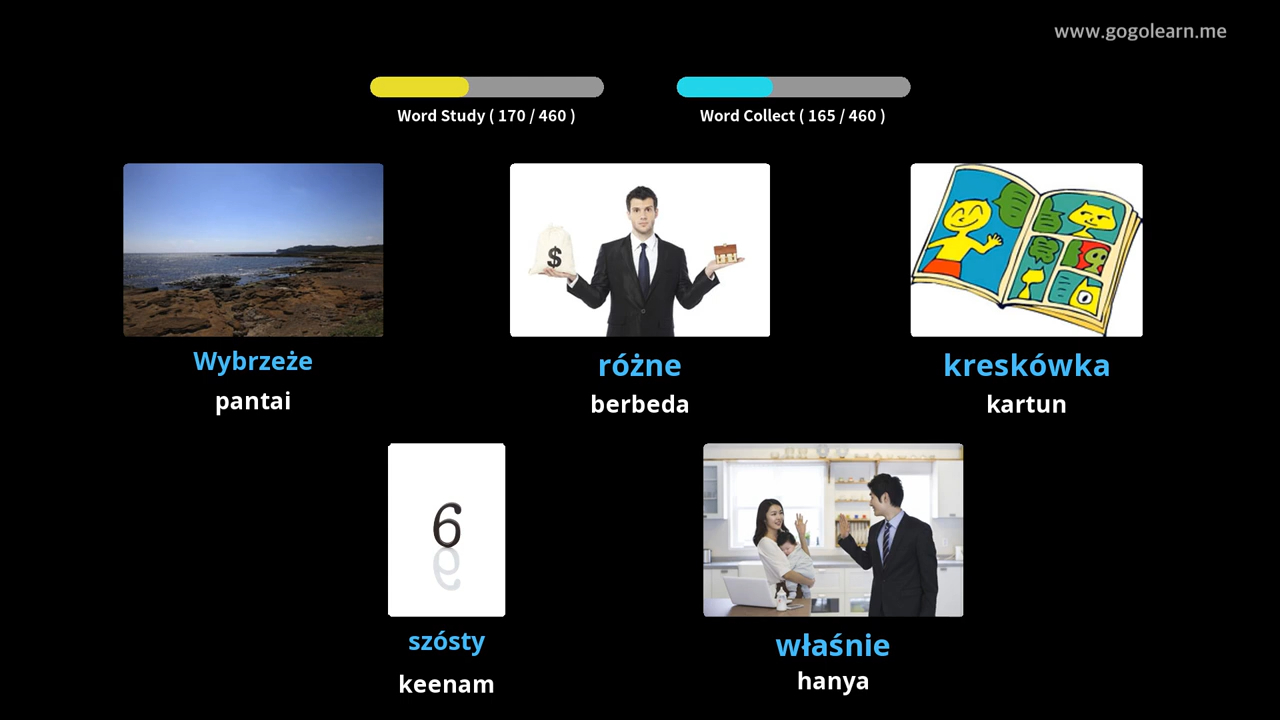 www.gogolearn.me
Word Study ( 170 / 460 )
Word Collect ( 165 / 460 )
Wybrzeże
pantai
różne
berbeda
kreskówka
kartun
$
6
szósty
keenam
właśnie
hanya